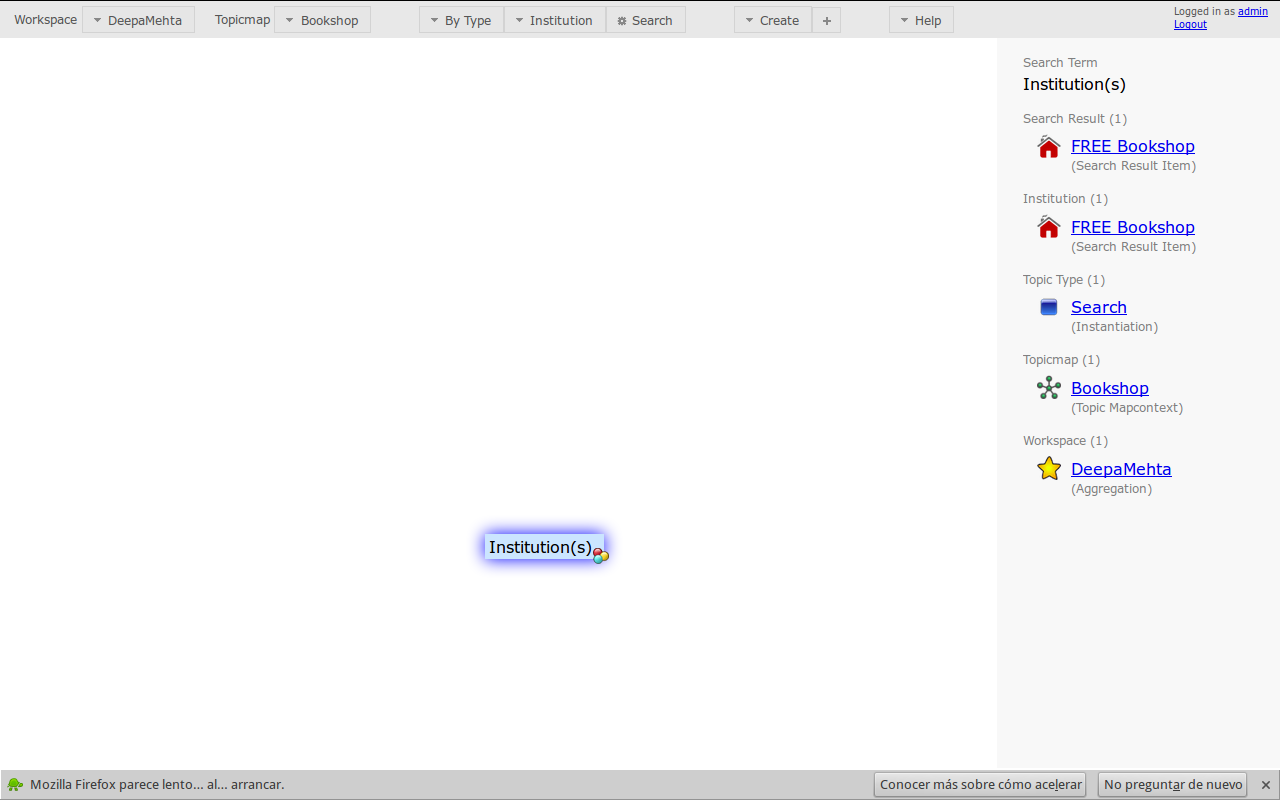 Workspace DeepaMehta Topicmap Bookshop By Type Institution Search Create + Help Logged in as admin
Logout
Search Term
Institution(s)
Search Result (1)
FREE Bookshop
(Search Result Item)
Institution (1)
FREE Bookshop
(Search Result Item)
Topic Type (1)
Search
(Instantiation)
Topicmap (1)
Bookshop
(Topic Mapcontext)
Workspace (1)
DeepaMehta
(Aggregation)
Institution(s)
Mozilla Firefox parece lento... al... arrancar. Conocer más sobre cómo acelerar No preguntar de nuevo ×